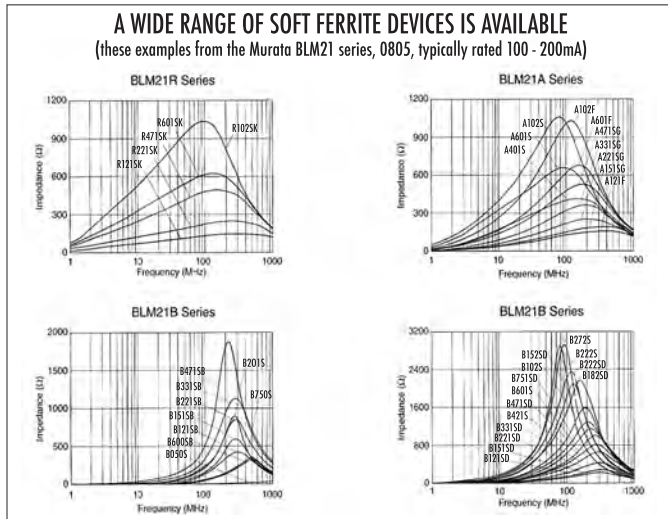 A WIDE RANGE OF SOFT FERRITE DEVICES IS AVAILABLE
(these examples from the Murata BLM21 series, 0805, typically rated 100 - 200mA)
BLM21R Series
Impedance (Ω)
1200
900
600
300
0
R601SK
R471SK
R221SK
R121SK
R102SK
1 10 100 1000
Frequency (MHz)
BLM21A Series
Impedance (Ω)
1200
900
600
300
0
A102S
A601S
A401S
A102F
A601F
A471SG
A331SG
A221SG
A151SG
A121F
1 10 100 1000
Frequency (MHz)
BLM21B Series
Impedance (Ω)
2000
1500
1000
500
0
B471SB
B331SB
B221SB
B151SB
B121SB
B600SB
B050S
B201S
B750S
1 10 100 1000
Frequency (MHz)
BLM21B Series
Impedance (Ω)
3200
2400
1600
800
0
B152SD
B102S
B751SD
B601S
B471SD
B421S
B331SD
B221SD
B151SD
B121SD
B272S
B222S
B222SD
B182SD
1 10 100 1000
Frequency (MHz)